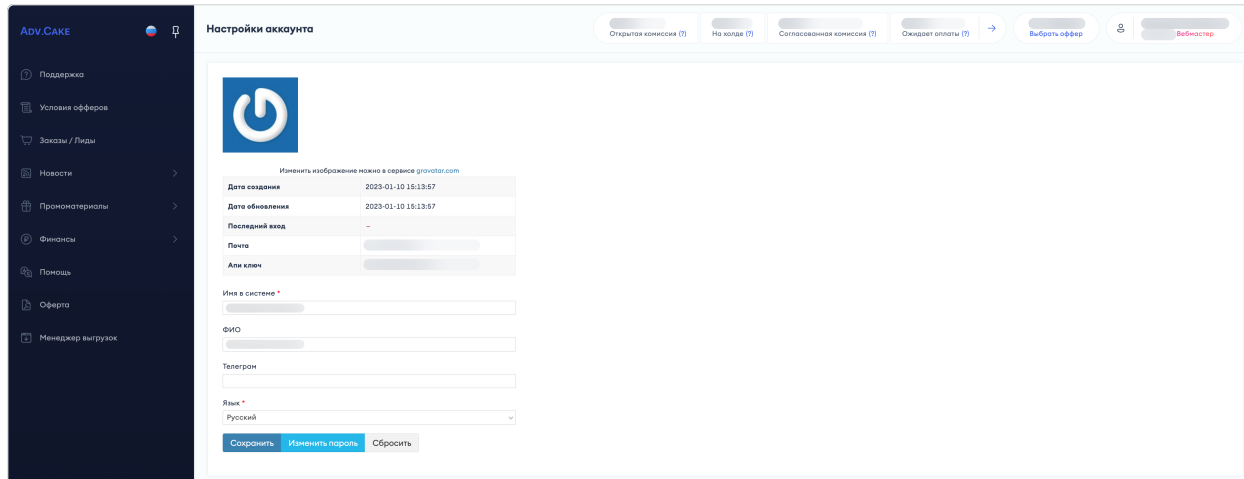 ADV.CAKE
Настройки аккаунта
Открытая комиссия (?)
На холде (?)
Согласованная комиссия (?)
Ожидает оплаты (?)
Выбрать оффер
Вебмастер
Поддержка
Условия офферов
Заказы / Лиды
Новости
Промоматериалы
Финансы
Помощь
Оферта
Менеджер выгрузок
Изменить изображение можно в сервисе gravatar.com
Дата создания 2023-01-10 15:13:57
Дата обновления 2023-01-10 15:13:57
Последний вход –
Почта
Апи ключ
Имя в системе *
ФИО
Телеграм
Язык *
Русский
Сохранить Изменить пароль Сбросить